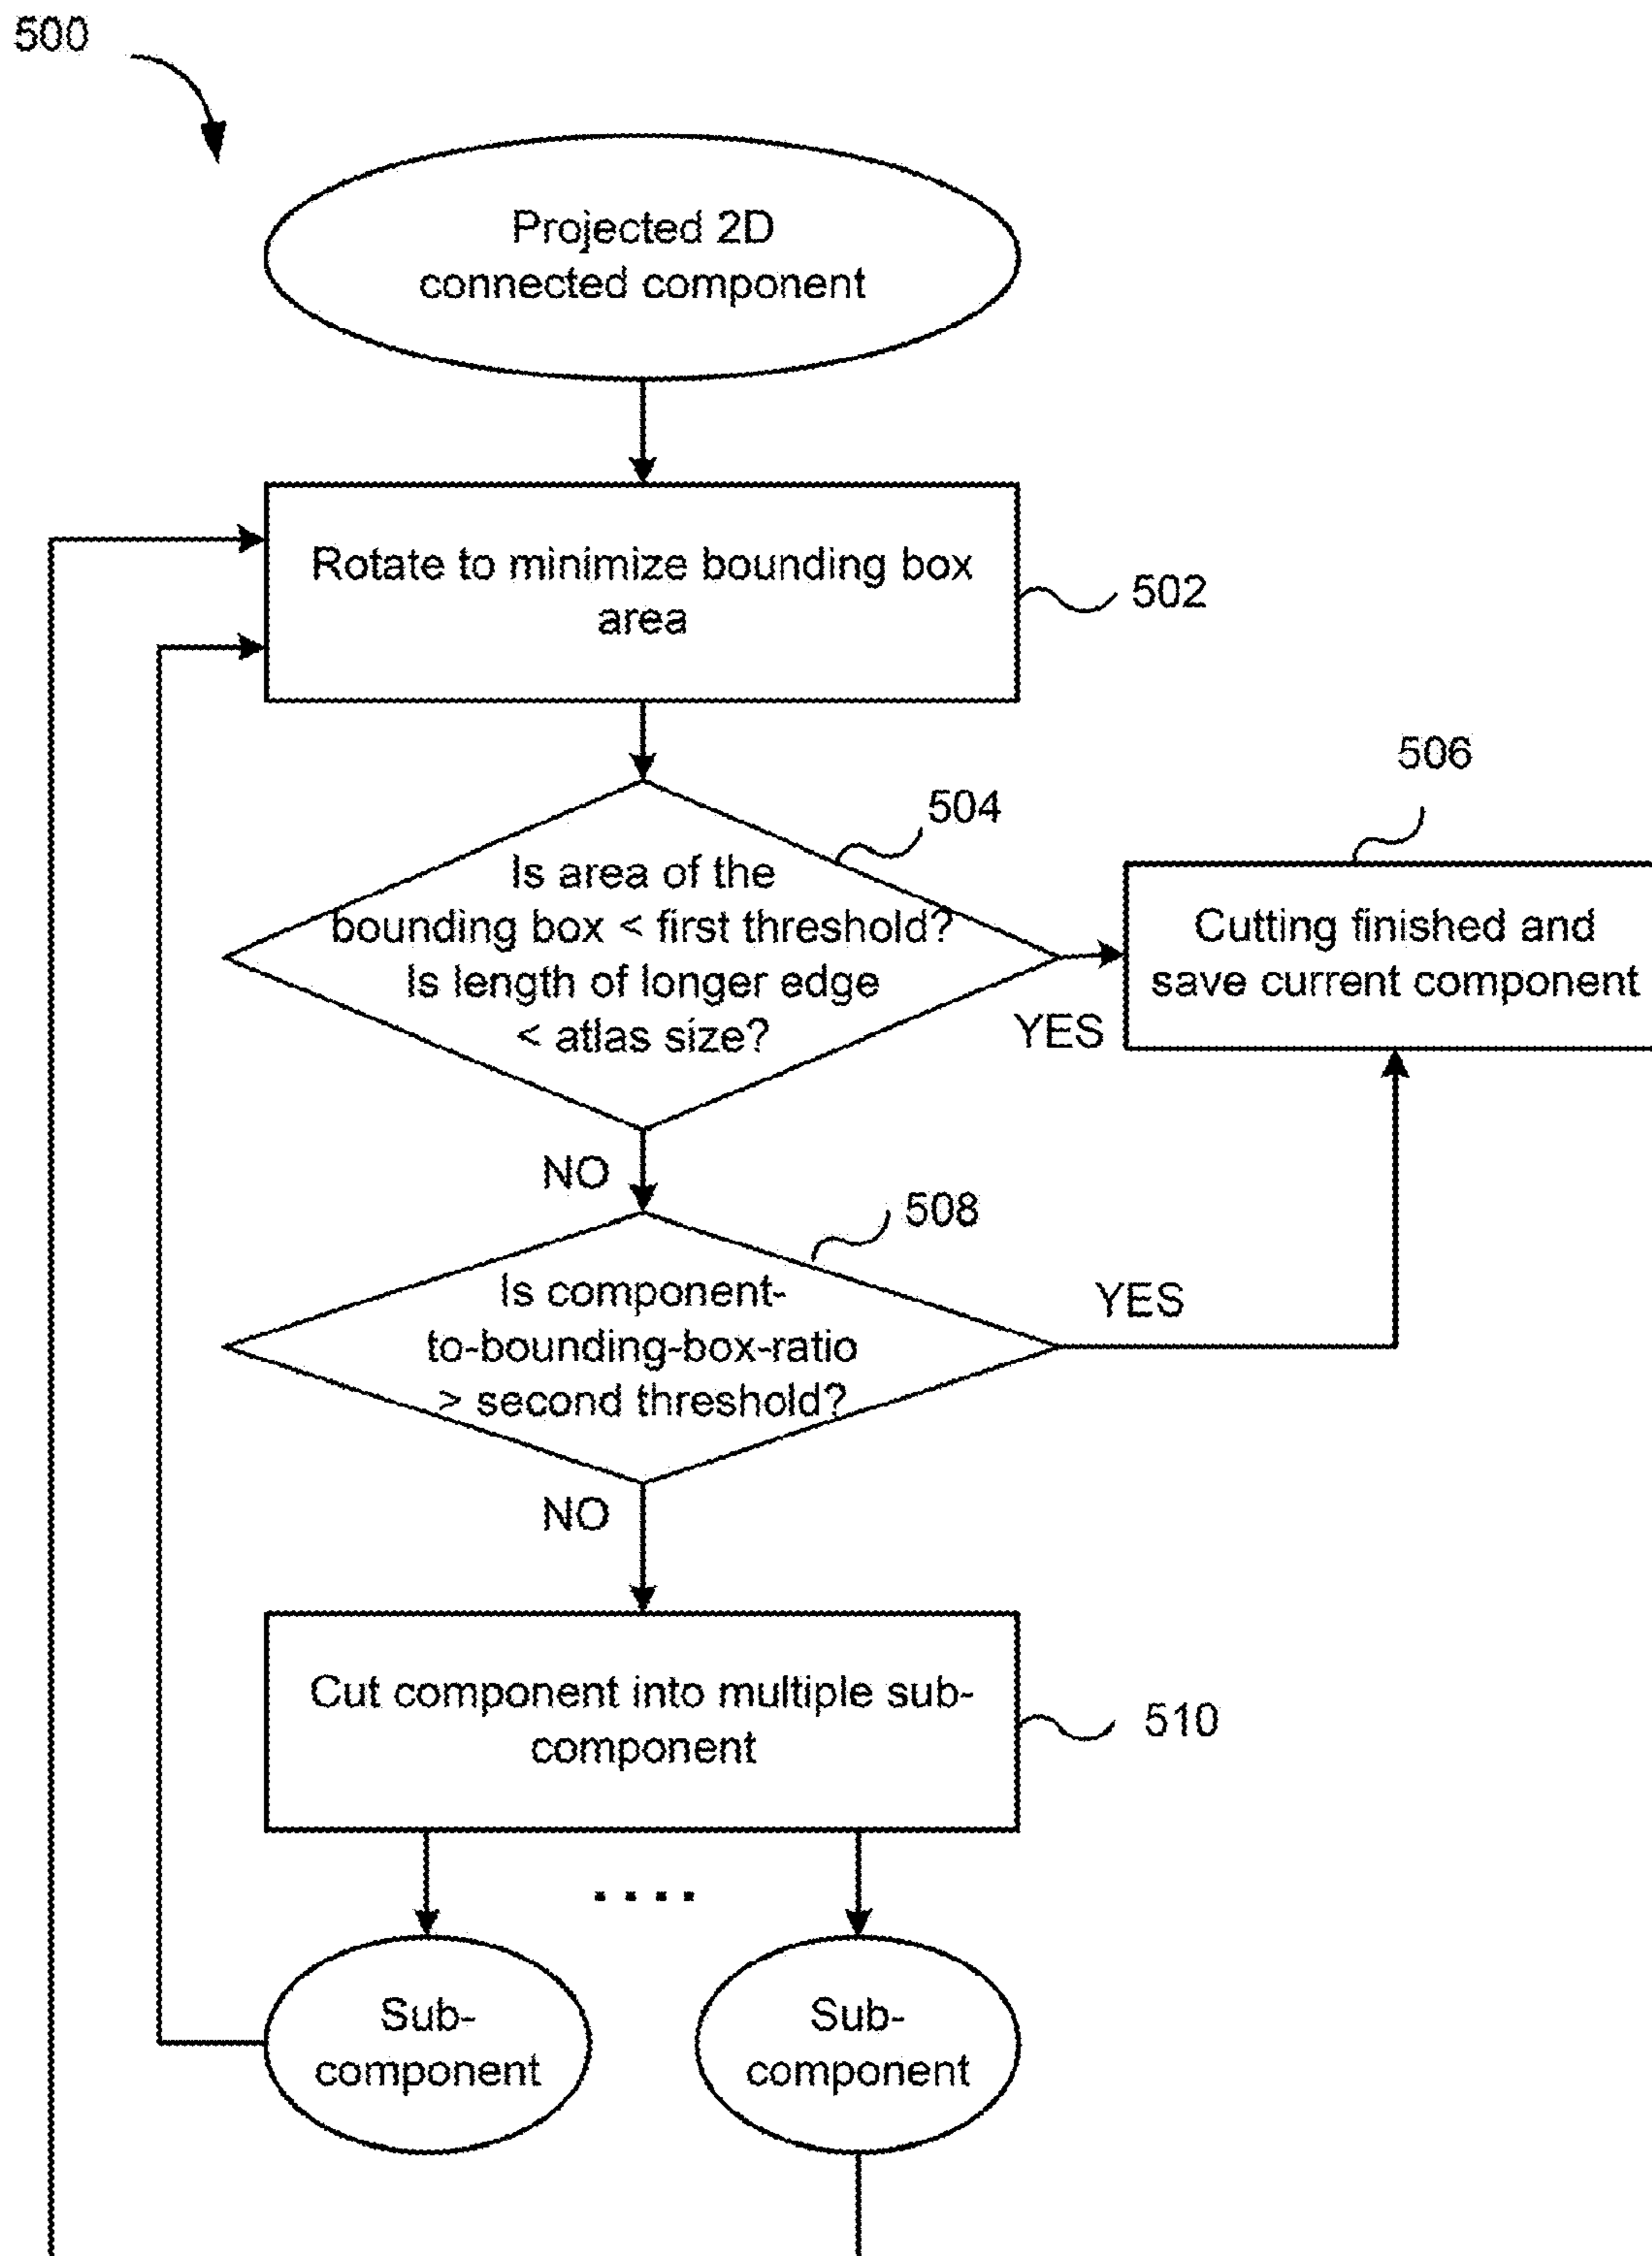 500
Projected 2D
connected component
Rotate to minimize bounding box
area
502
504
506
Is area of the
bounding box < first threshold?
Is length of longer edge
< atlas size?
Cutting finished and
save current component
YES
NO
508
Is component-
to-bounding-box-ratio
> second threshold?
YES
NO
Cut component into multiple sub-
component
510
....
Sub-
component
Sub-
component